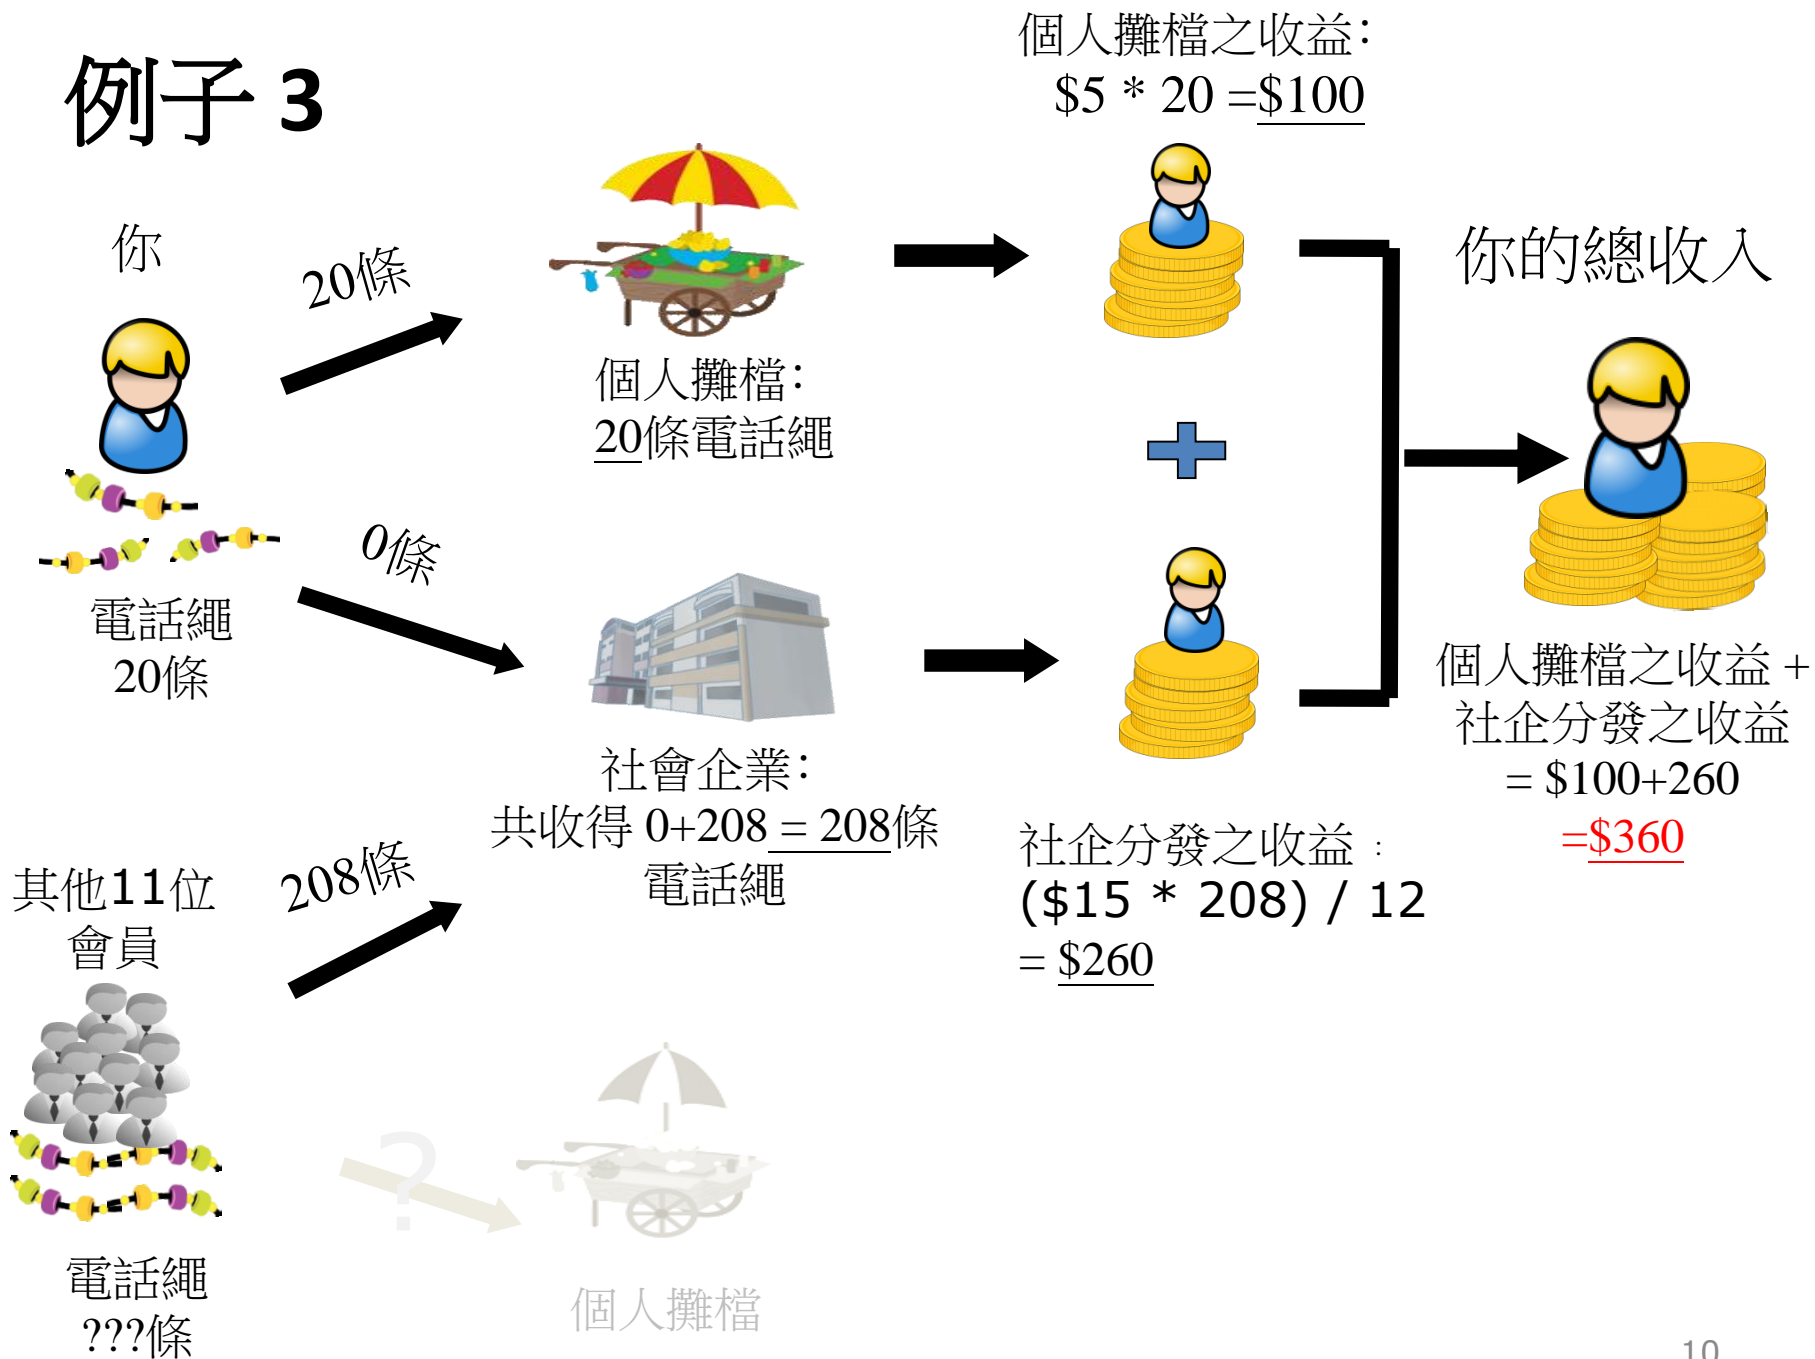 例子 3
個人攤檔之收益：
$5 * 20 =$100
你
20條
個人攤檔：
20條電話繩
你的總收入
電話繩
20條
0條
社會企業：
共收得 0+208 = 208條
電話繩
社企分發之收益：
($15 * 208) / 12
= $260
個人攤檔之收益 +
社企分發之收益
= $100+260
=$360
其他11位
會員
208條
電話繩
???條
?
個人攤檔
10